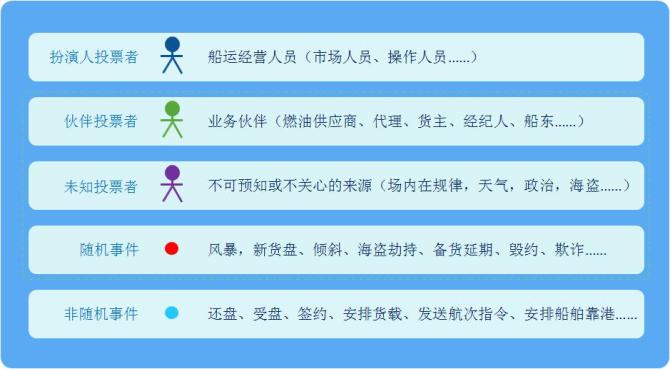 扮演人投票者 船运经营人员（市场人员、操作人员……）
伙伴投票者 业务伙伴（燃油供应商、代理、货主、经纪人、船东……）
未知投票者 不可预知或不关心的来源（场内在规律，天气，政治，海盗……）
随机事件 风暴，新货盘、倾斜、海盗劫持、备货延期、毁约、欺诈……
非随机事件 还盘、受盘、签约、安排货载、发送航次指令、安排船舶靠港……